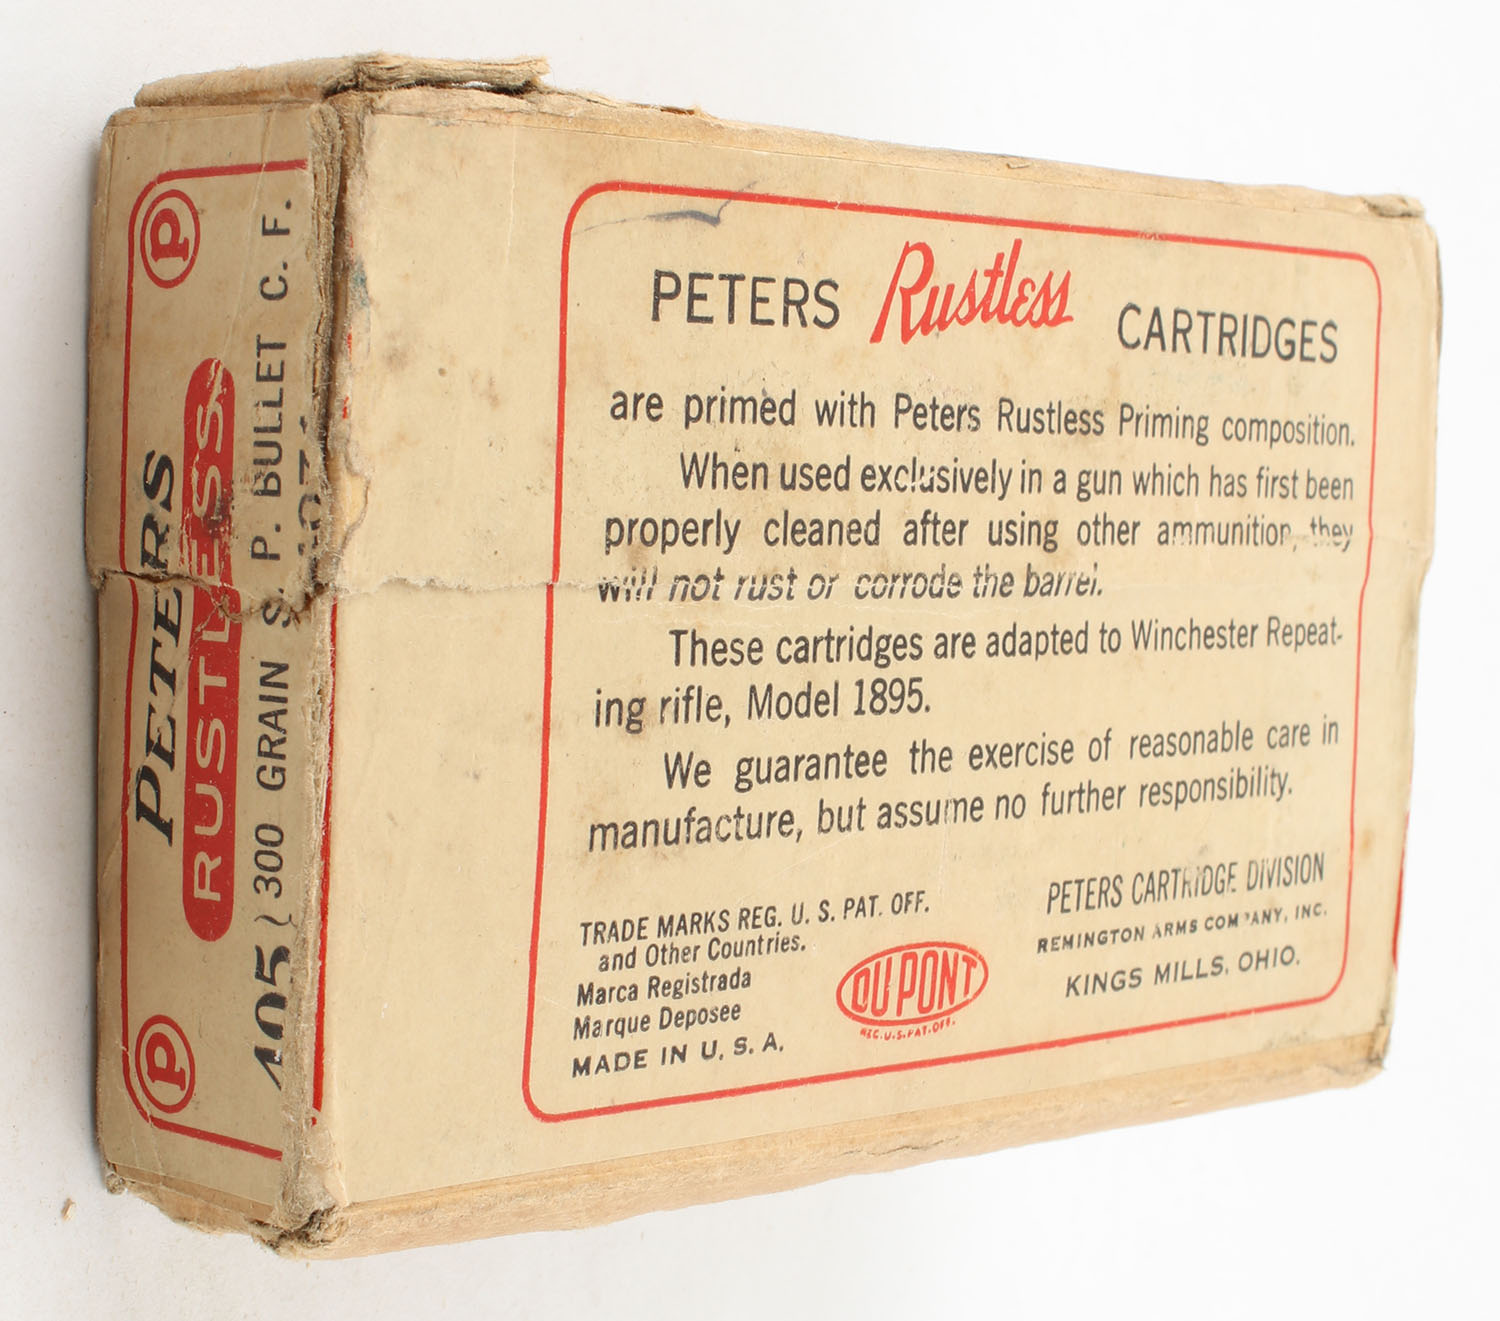 P
PETERS
RUSTLESS
405 300 GRAIN S. P. BULLET C. F.
P
PETERS Rustless CARTRIDGES
are primed with Peters Rustless Priming composition.
When used exclusively in a gun which has first been
properly cleaned after using other ammunition, they
will not rust or corrode the barrel.
These cartridges are adapted to Winchester Repeat-
ing rifle, Model 1895.
We guarantee the exercise of reasonable care in
manufacture, but assume no further responsibility.
TRADE MARKS REG. U. S. PAT. OFF.
and Other Countries.
Marca Registrada
Marque Deposee
MADE IN U. S. A.
DU PONT
REG. U.S. PAT. OFF.
PETERS CARTRIDGE DIVISION
REMINGTON ARMS COMPANY, INC.
KINGS MILLS, OHIO.